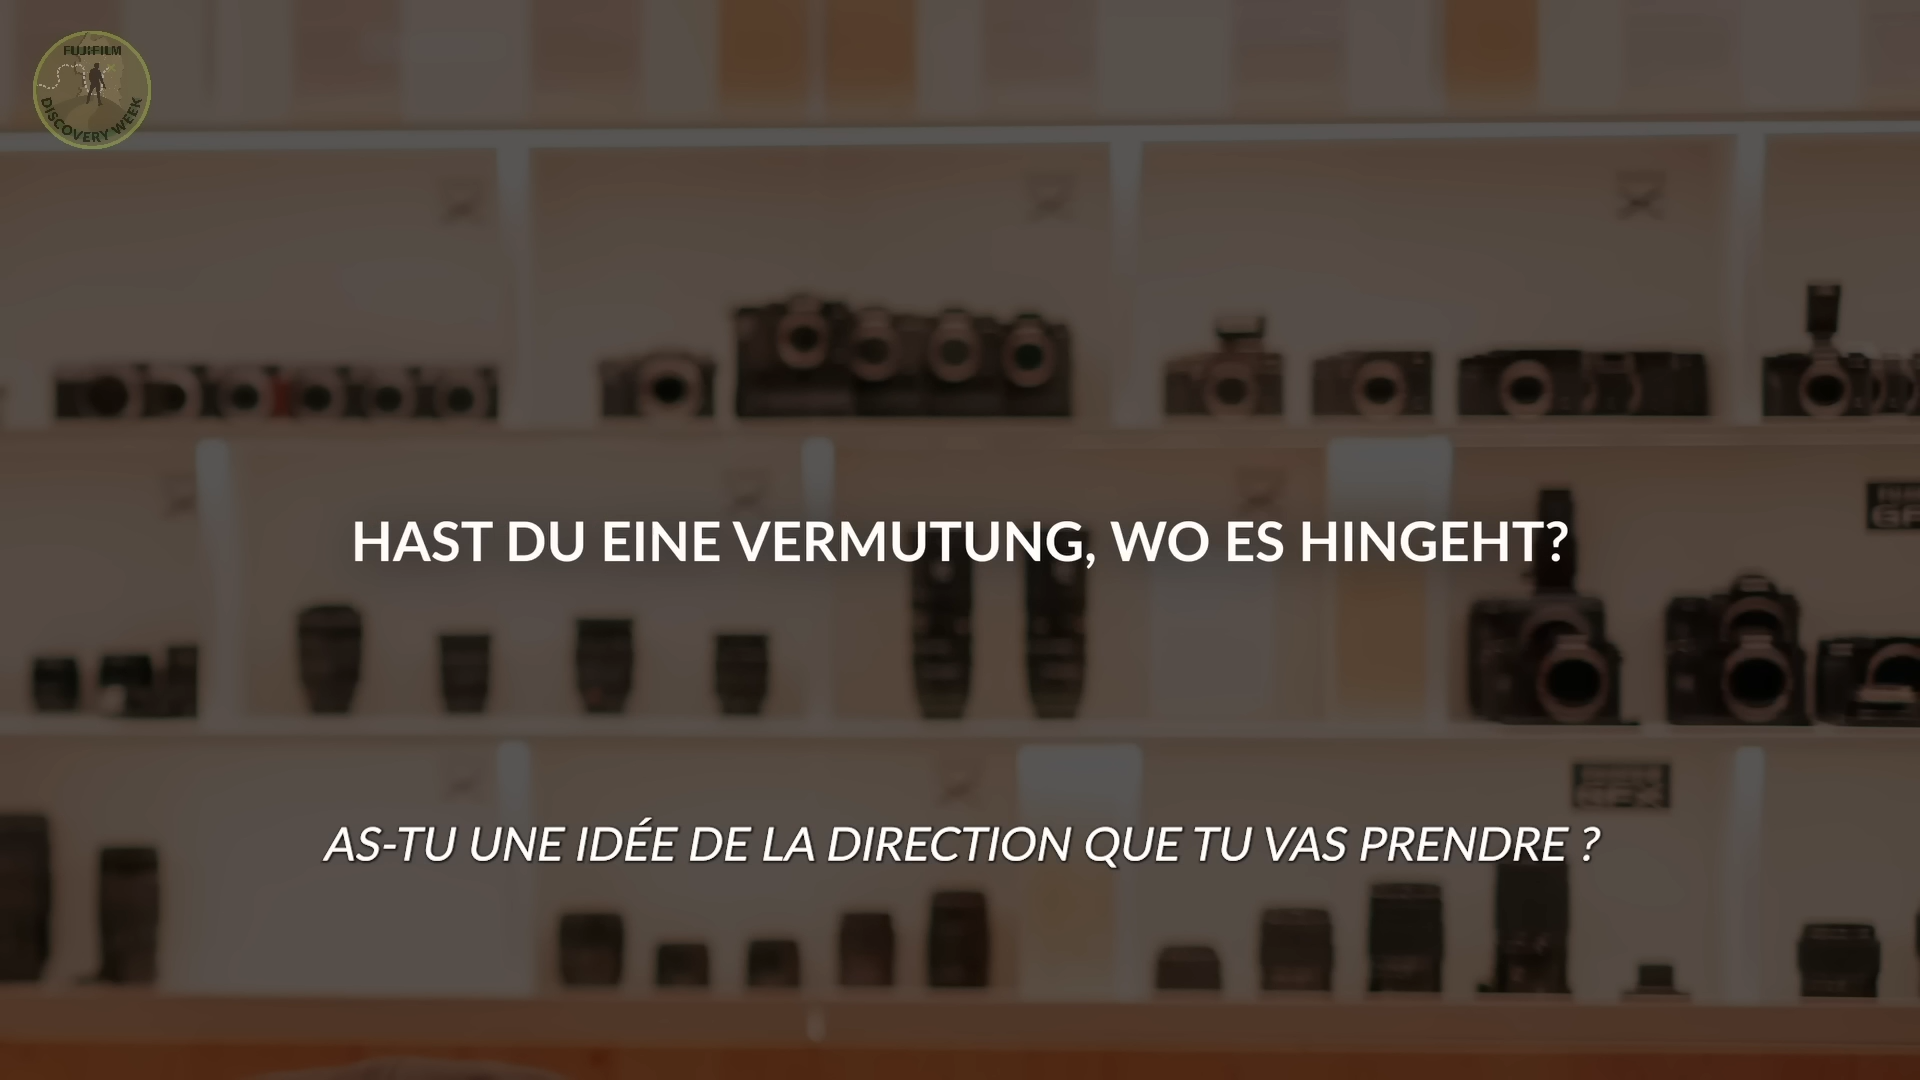 FUJIFILM
DISCOVERY WEEK
HAST DU EINE VERMUTUNG, WO ES HINGEHT?
AS-TU UNE IDÉE DE LA DIRECTION QUE TU VAS PRENDRE ?